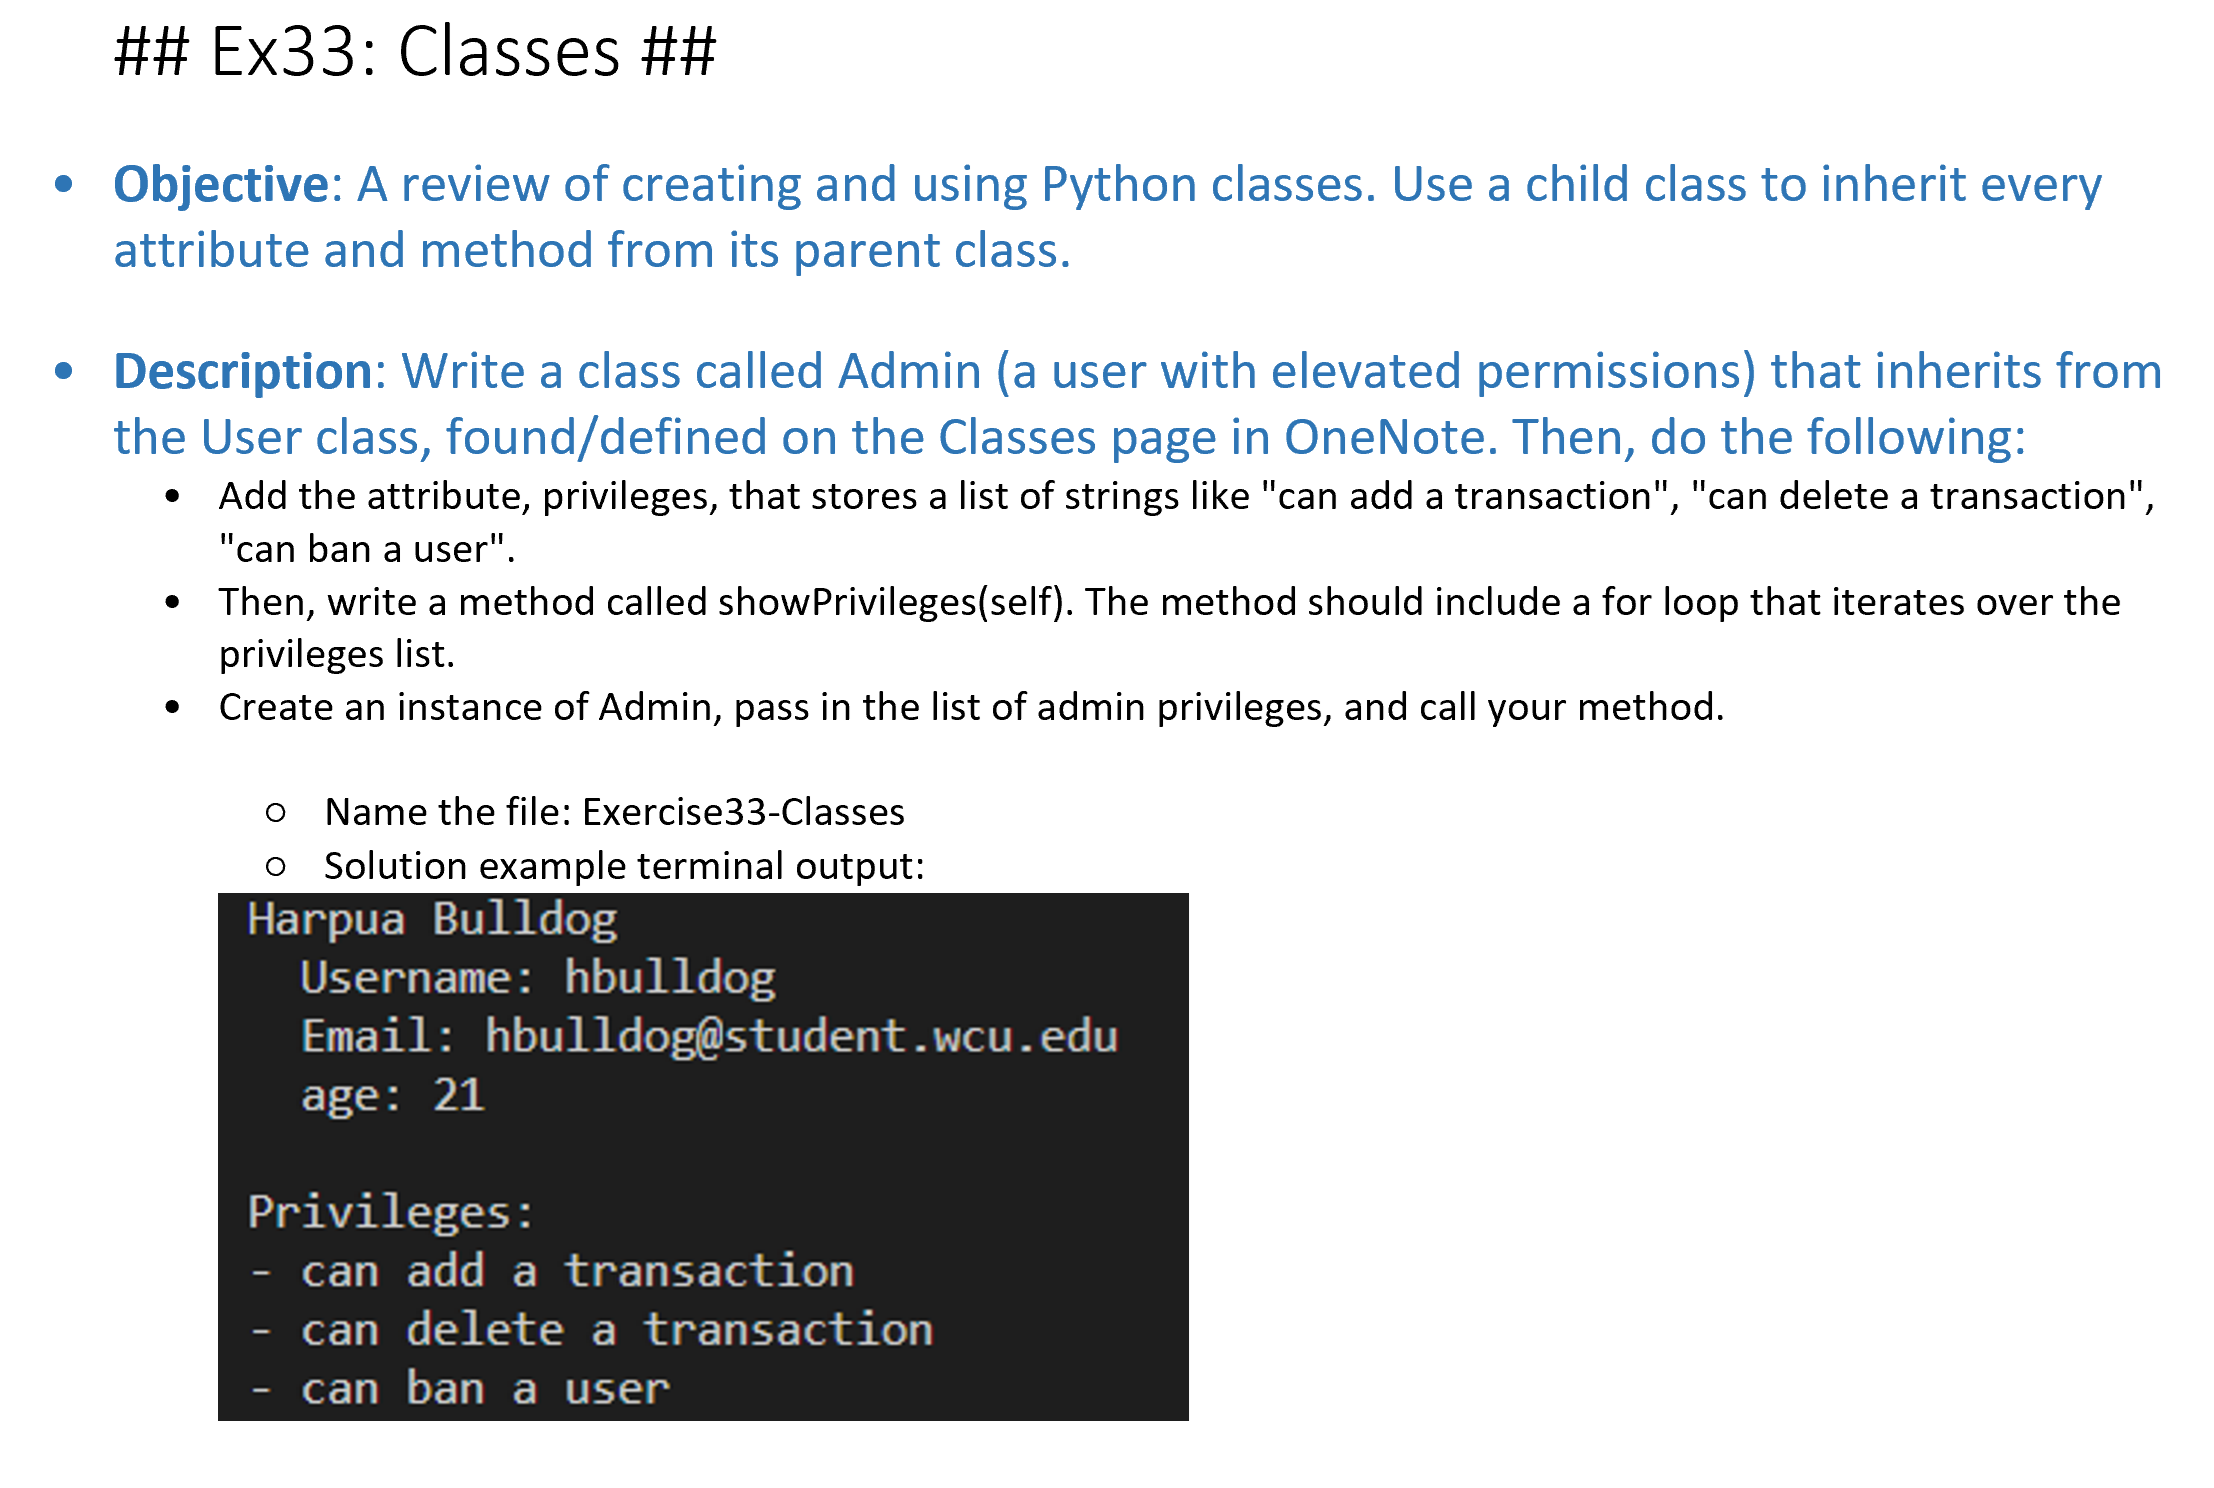 ## Ex33: Classes ##
• Objective: A review of creating and using Python classes. Use a child class to inherit every
attribute and method from its parent class.
• Description: Write a class called Admin (a user with elevated permissions) that inherits from
the User class, found/defined on the Classes page in OneNote. Then, do the following:
• Add the attribute, privileges, that stores a list of strings like "can add a transaction", "can delete a transaction",
"can ban a user".
• Then, write a method called showPrivileges(self). The method should include a for loop that iterates over the
privileges list.
• Create an instance of Admin, pass in the list of admin privileges, and call your method.
○ Name the file: Exercise33-Classes
○ Solution example terminal output:
Harpua Bulldog
Username: hbulldog
Email: hbulldog@student.wcu.edu
age: 21
Privileges:
- can add a transaction
- can delete a transaction
- can ban a user